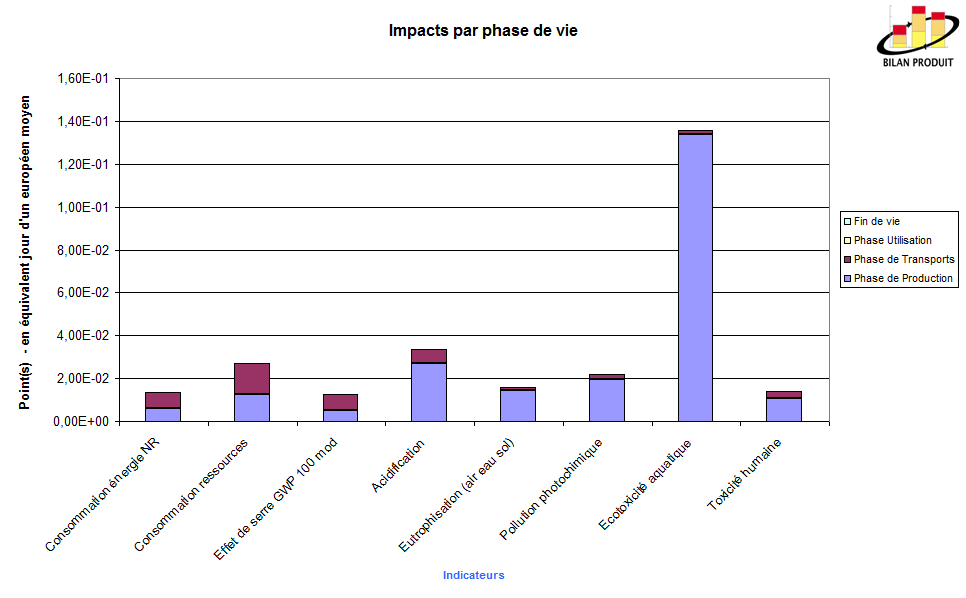 Impacts par phase de vie
BILAN PRODUIT
Point(s) - en équivalent jour d'un européen moyen
1,60E-01
1,40E-01
1,20E-01
1,00E-01
8,00E-02
6,00E-02
4,00E-02
2,00E-02
0,00E+00
Consommation énergie NR
Consommation ressources
Effet de serre GWP 100 mod
Acidification
Eutrophisation (air eau sol)
Pollution photochimique
Ecotoxicité aquatique
Toxicité humaine
Indicateurs
Fin de vie
Phase Utilisation
Phase de Transports
Phase de Production